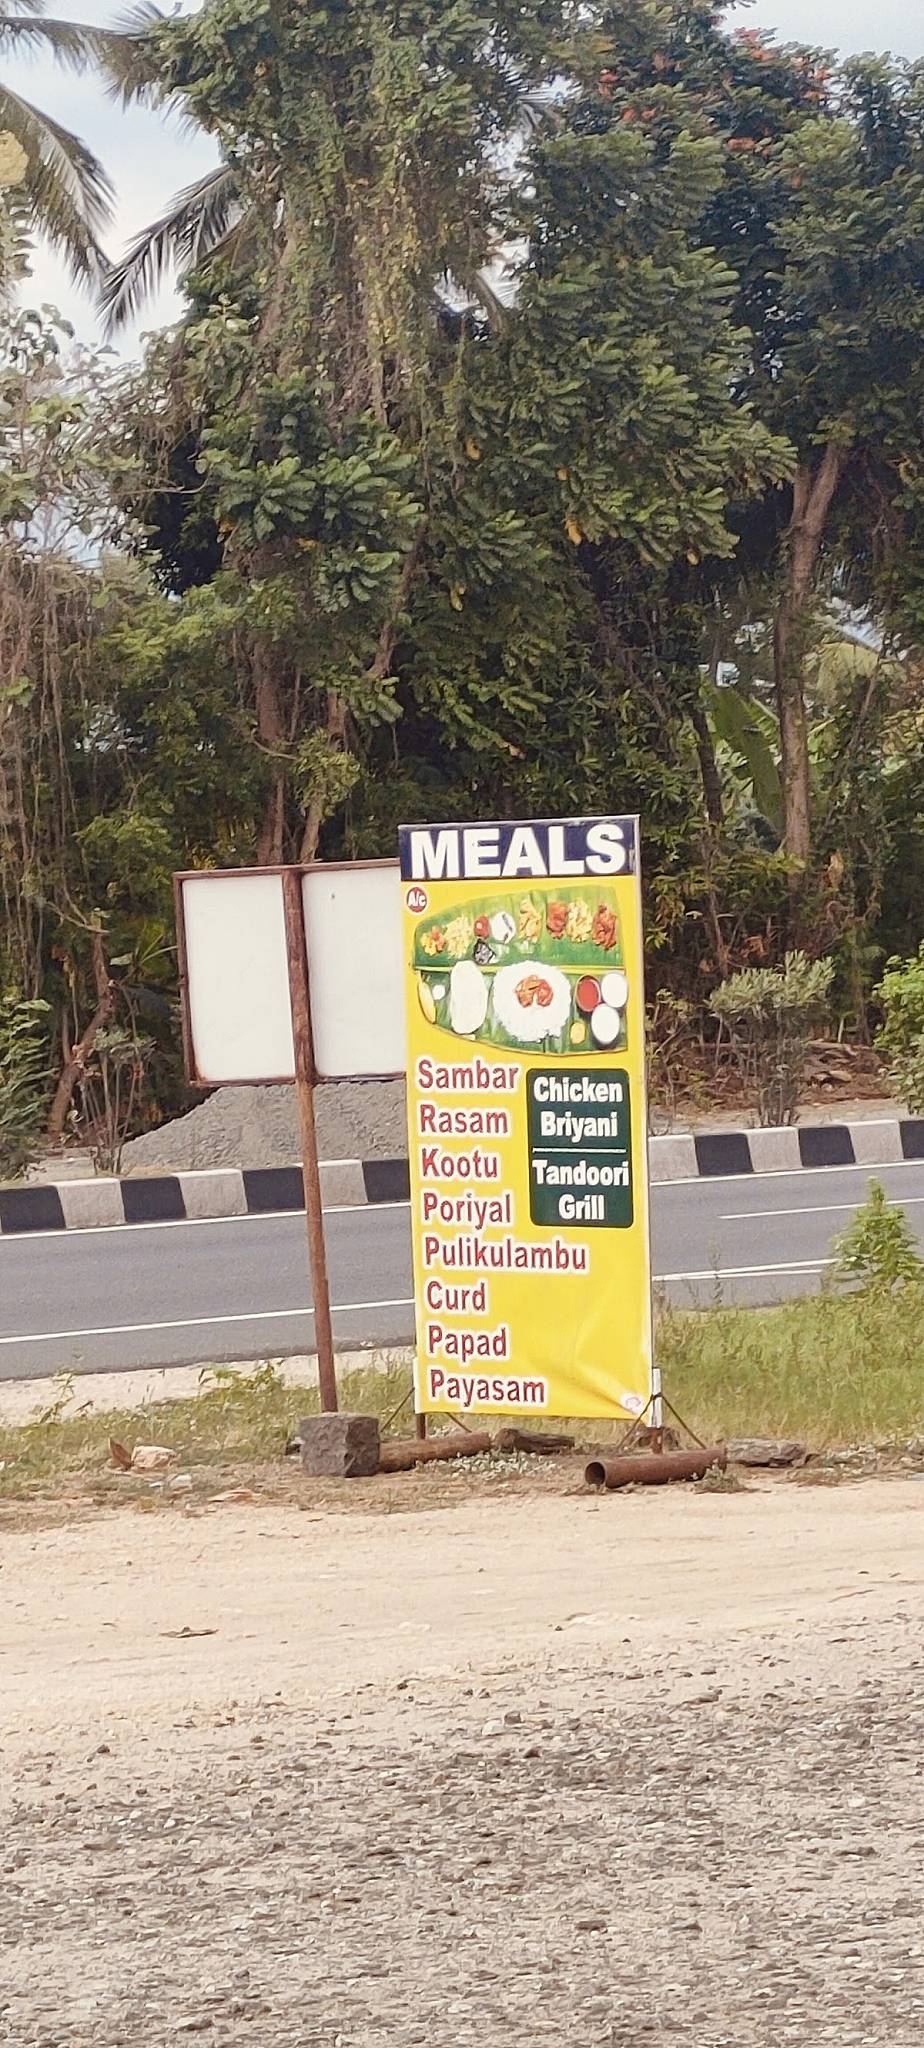 MEALS
A/c
Sambar
Rasam
Kootu
Poriyal
Pulikulambu
Curd
Papad
Payasam
Chicken
Briyani
Tandoori
Grill